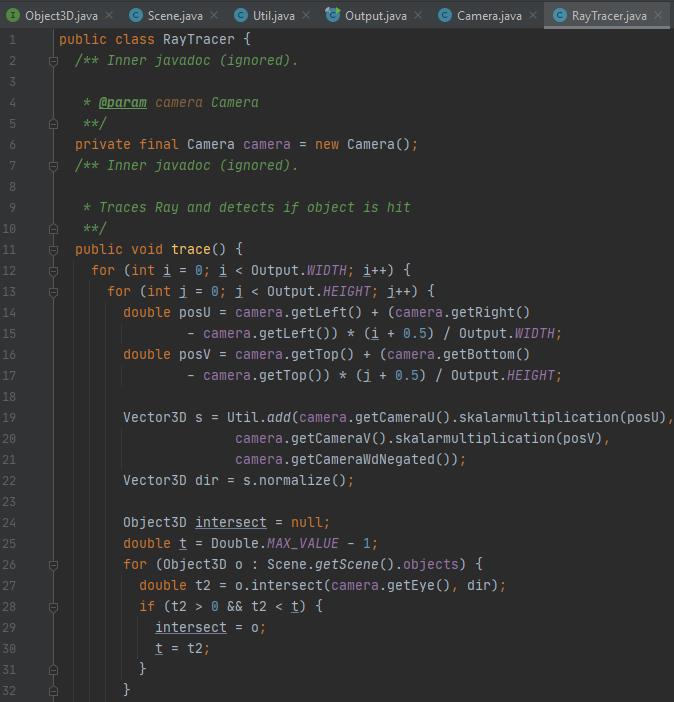 Object3D.java × Scene.java × Util.java × Output.java × Camera.java × RayTracer.java ×
1 public class RayTracer {
2 /** Inner javadoc (ignored).
3
4 * @param camera Camera
5 **/
6 private final Camera camera = new Camera();
7 /** Inner javadoc (ignored).
8
9 * Traces Ray and detects if object is hit
10 **/
11 public void trace() {
12 for (int i = 0; i < Output.WIDTH; i++) {
13 for (int j = 0; j < Output.HEIGHT; j++) {
14 double posU = camera.getLeft() + (camera.getRight()
15 - camera.getLeft()) * (i + 0.5) / Output.WIDTH;
16 double posV = camera.getTop() + (camera.getBottom()
17 - camera.getTop()) * (j + 0.5) / Output.HEIGHT;
18
19 Vector3D s = Util.add(camera.getCameraU().skalarmultiplication(posU),
20 camera.getCameraV().skalarmultiplication(posV),
21 camera.getCameraWdNegated());
22 Vector3D dir = s.normalize();
23
24 Object3D intersect = null;
25 double t = Double.MAX_VALUE - 1;
26 for (Object3D o : Scene.getScene().objects) {
27 double t2 = o.intersect(camera.getEye(), dir);
28 if (t2 > 0 && t2 < t) {
29 intersect = o;
30 t = t2;
31 }
32 }